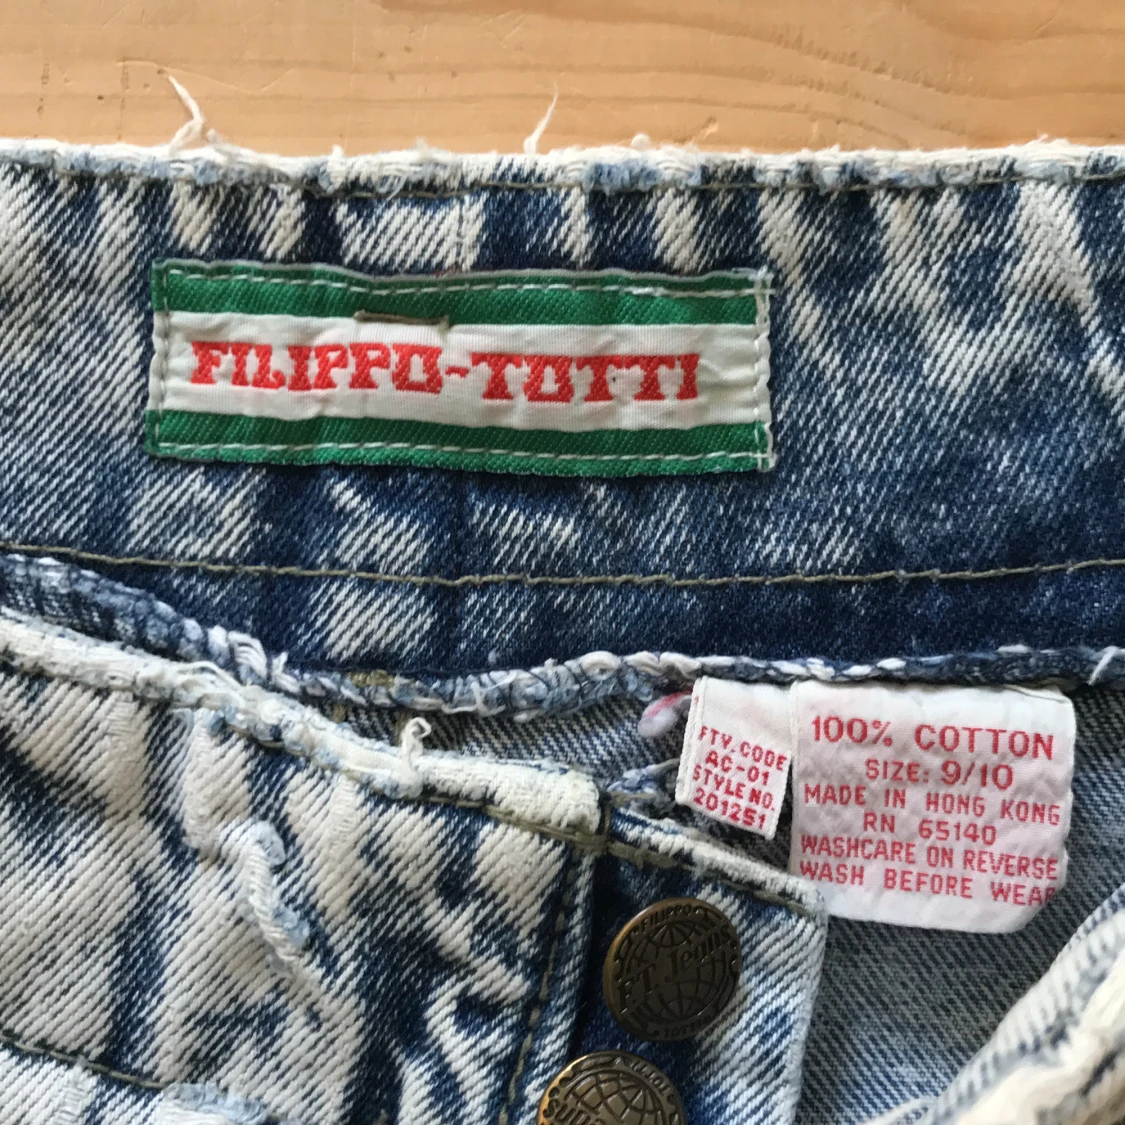 FILIPPO-TOTTI
FTY. CODE
AC-01
STYLE NO.
201251
100% COTTON
SIZE: 9/10
MADE IN HONG KONG
RN 65140
WASHCARE ON REVERSE
WASH BEFORE WEAR
FILIPPO
F.T. Jeans